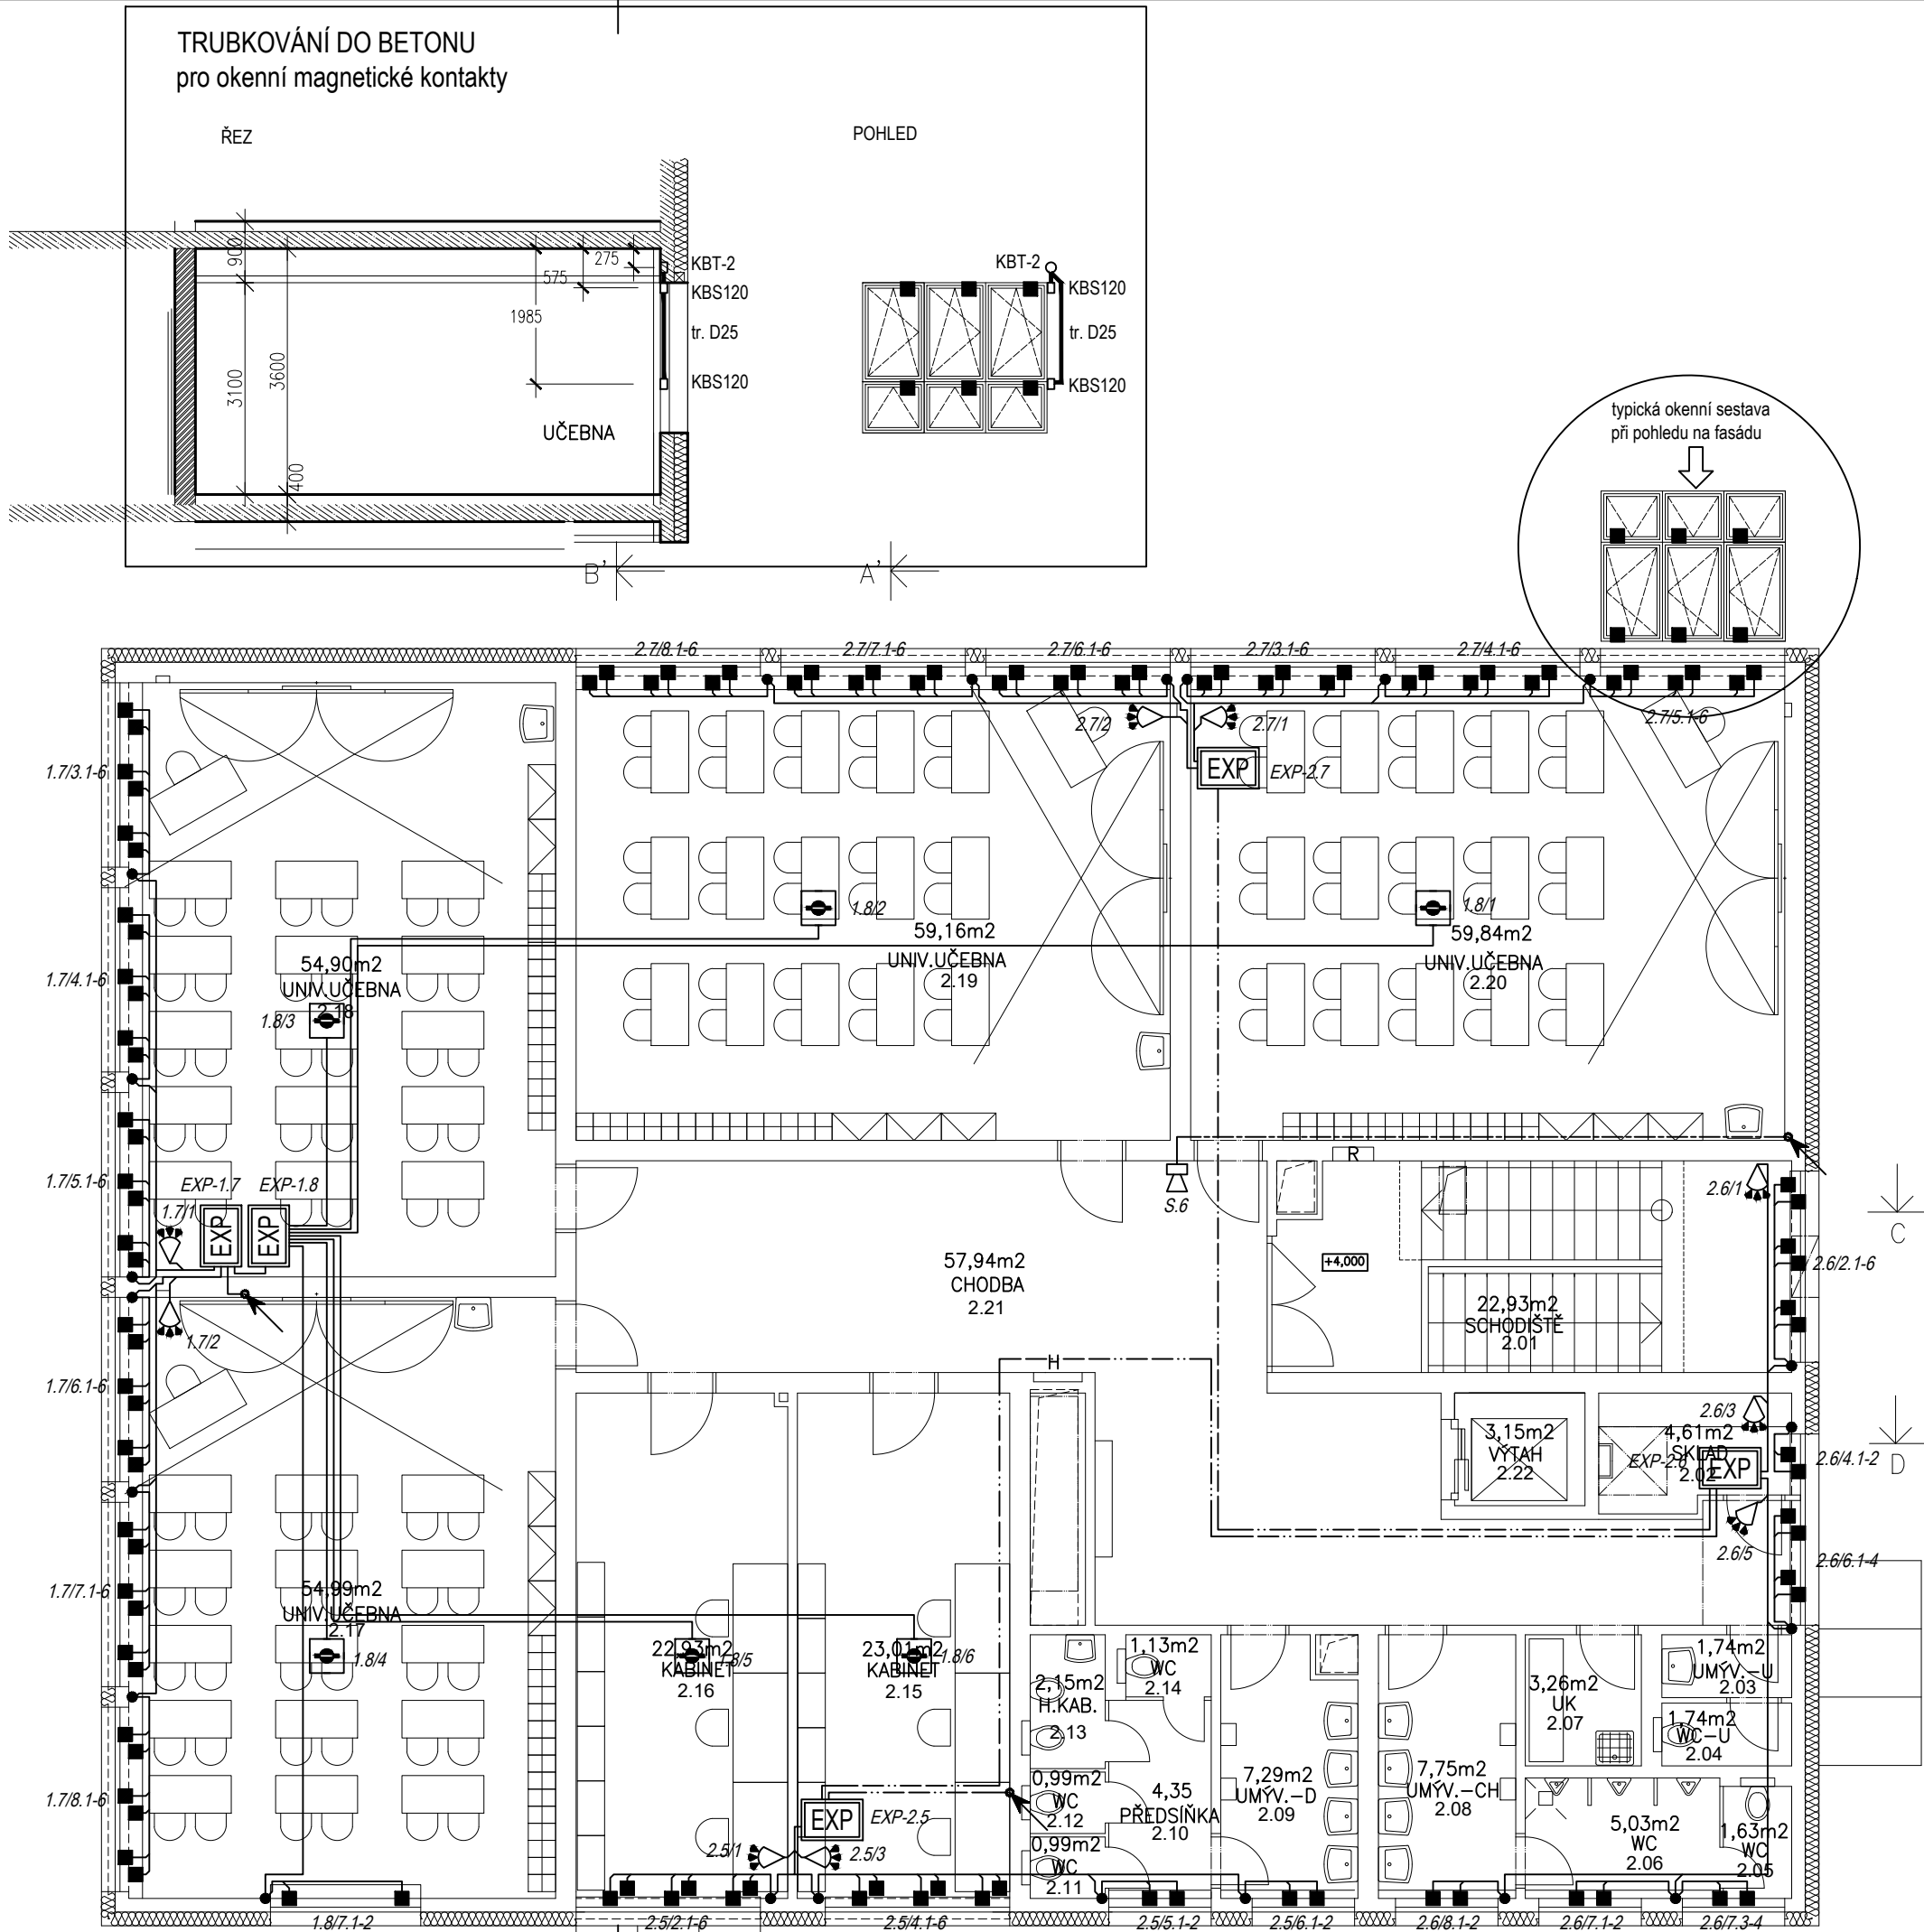 TRUBKOVÁNÍ DO BETONU
pro okenní magnetické kontakty
ŘEZ
POHLED
900
3100
3600
400
275
575
1985
KBT-2
KBS120
tr. D25
KBS120
UČEBNA
KBT-2
KBS120
tr. D25
KBS120
typická okenní sestava
při pohledu na fasádu
B'
A'
2.7/8.1-6
2.7/7.1-6
2.7/6.1-6
2.7/3.1-6
2.7/4.1-6
2.7/5.1-6
2.7/2
2.7/1
EXP
EXP-2.7
1.7/3.1-6
1.7/4.1-6
1.7/5.1-6
1.7/6.1-6
1.7/7.1-6
1.7/8.1-6
54,90m2
UNIV.UČEBNA
2.18
1.8/3
1.8/2
59,16m2
UNIV.UČEBNA
2.19
1.8/1
59,84m2
UNIV.UČEBNA
2.20
EXP-1.7
EXP-1.8
EXP
EXP
1.7/1
1.7/2
S.6
R
57,94m2
CHODBA
2.21
+4,000
22,93m2
SCHODIŠTĚ
2.01
2.6/1
2.6/2.1-6
C
H
3,15m2
VÝTAH
2.22
2.6/3
4,61m2
SKLAD
2.02
EXP-2.6
EXP
2.6/4.1-2
D
2.6/5
2.6/6.1-4
54,99m2
UNIV.UČEBNA
2.17
1.8/4
22,93m2
KABINET
2.16
1.8/5
23,01m2
KABINET
2.15
1.8/6
2,15m2
H.KAB.
2.13
1,13m2
WC
2.14
0,99m2
WC
2.12
0,99m2
WC
2.11
4,35
PŘEDSÍŇKA
2.10
7,29m2
UMÝV.-D
2.09
7,75m2
UMÝV.-CH
2.08
3,26m2
UK
2.07
1,74m2
UMÝV.-U
2.03
1,74m2
WC-U
2.04
5,03m2
WC
2.06
1,63m2
WC
2.05
EXP
EXP-2.5
2.5/1
2.5/3
1.8/7.1-2
2.5/2.1-6
2.5/4.1-6
2.5/5.1-2
2.5/6.1-2
2.6/8.1-2
2.6/7.1-2
2.6/7.3-4